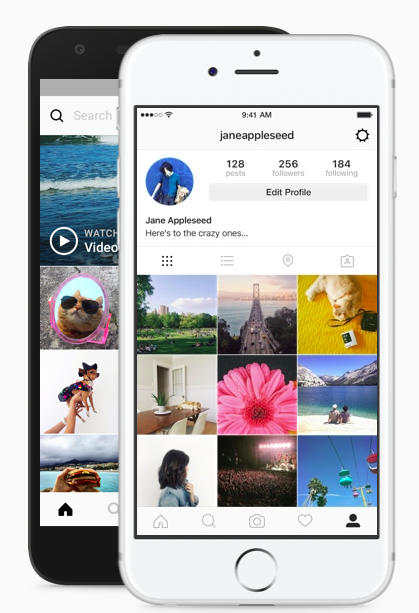 Search
WATCH
Video
9:41 AM
janeappleseed
128
256
184
posts
followers
following
Edit Profile
Jane Appleseed
Here's to the crazy ones...